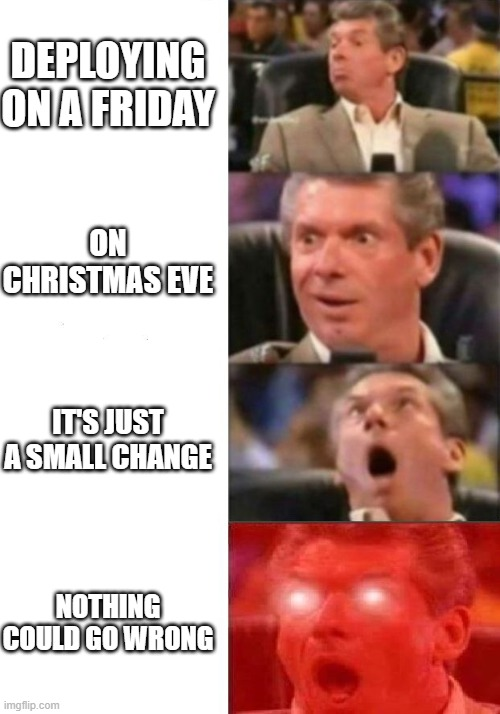 DEPLOYING
ON A FRIDAY
ON
CHRISTMAS EVE
IT'S JUST
A SMALL CHANGE
NOTHING
COULD GO WRONG
imgflip.com